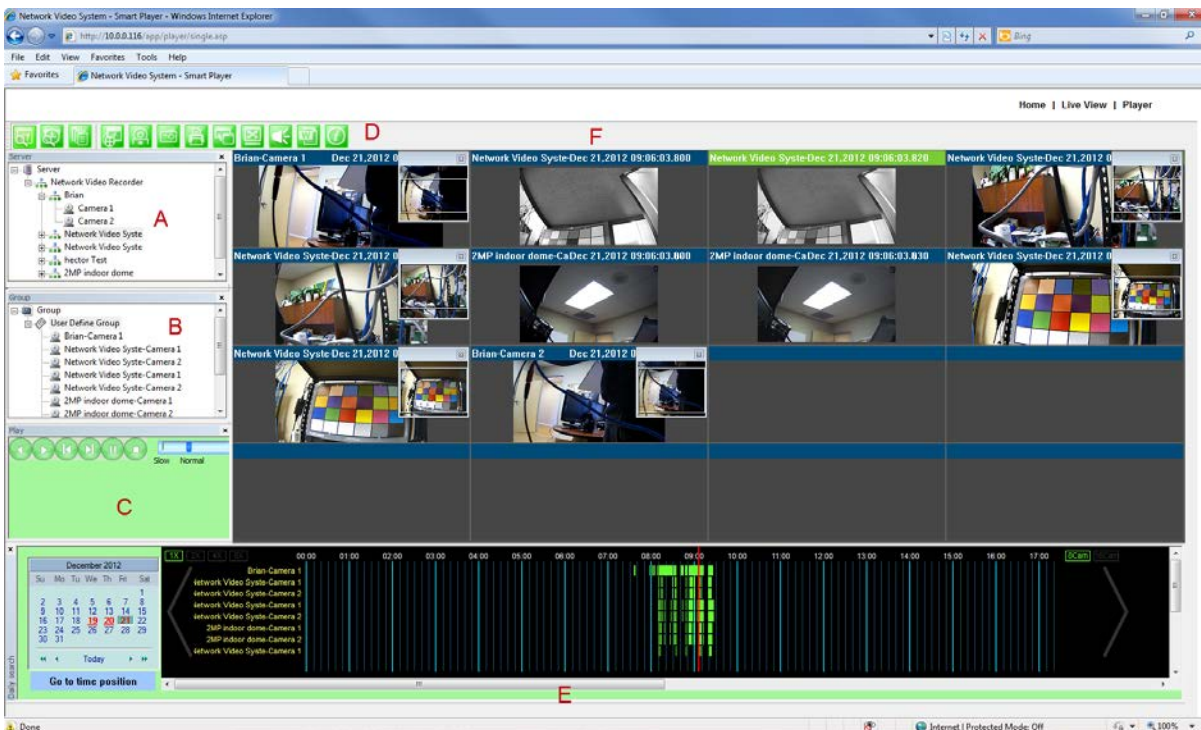 Network Video System - Smart Player - Windows Internet Explorer
http://10.0.0.116/app/player/single.asp
Bing
File Edit View Favorites Tools Help
Favorites
Network Video System - Smart Player
Home | Live View | Player
D
F
Server
Server
Network Video Recorder
Brian
Camera 1
Camera 2
Network Video Syste
Network Video Syste
hector Test
2MP indoor dome
A
Group
Group
User Define Group
Brian-Camera 1
Network Video Syste-Camera 1
Network Video Syste-Camera 2
Network Video Syste-Camera 1
Network Video Syste-Camera 2
2MP indoor dome-Camera 1
2MP indoor dome-Camera 2
B
Play
Slow Normal
C
Brian-Camera 1 Dec 21,2012 0
Network Video Syste-Dec 21,2012 09:06:03.800
Network Video Syste-Dec 21,2012 09:06:03.820
Network Video Syste-Dec 21,2012 0
Network Video Syste-Dec 21,2012 0
2MP indoor dome-CaDec 21,2012 09:06:03.800
2MP indoor dome-CaDec 21,2012 09:06:03.830
Network Video Syste-Dec 21,2012 0
Network Video Syste-Dec 21,2012 0
Brian-Camera 2 Dec 21,2012 0
December 2012
Su Mo Tu We Th Fri Sat
1
2 3 4 5 6 7 8
9 10 11 12 13 14 15
16 17 18 19 20 21 22
23 24 25 26 27 28 29
30 31
Today
Go to time position
Daily search
1X 2X 4X
00:00 01:00 02:00 03:00 04:00 05:00 06:00 07:00 08:00 09:00 10:00 11:00 12:00 13:00 14:00 15:00 16:00 17:00
8Cam 16Cam
Brian-Camera 1
Network Video Syste-Camera 1
Network Video Syste-Camera 2
Network Video Syste-Camera 1
Network Video Syste-Camera 2
2MP indoor dome-Camera 1
2MP indoor dome-Camera 2
Network Video Syste-Camera 1
E
Done
Internet | Protected Mode: Off
100%